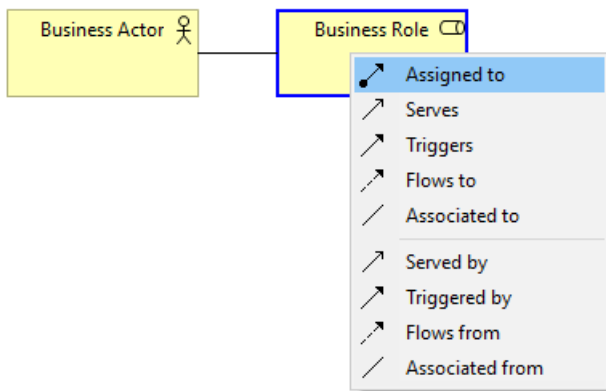 Business Actor
Business Role
Assigned to
Serves
Triggers
Flows to
Associated to
Served by
Triggered by
Flows from
Associated from